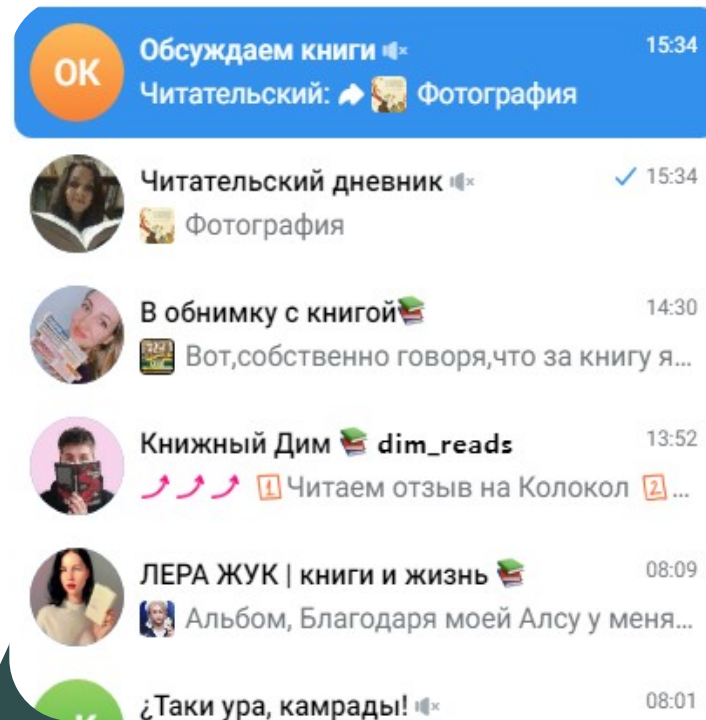 ОК
Обсуждаем книги 15:34
Читательский: Фотография
Читательский дневник 15:34
Фотография
В обнимку с книгой📚 14:30
Вот,собственно говоря,что за книгу я...
Книжный Дим 📚 dim_reads 13:52
1 Читаем отзыв на Колокол 2 ...
ЛЕРА ЖУК | книги и жизнь 📚 08:09
Альбом, Благодаря моей Алсу у меня...
¿Таки ура, камрады! 08:01